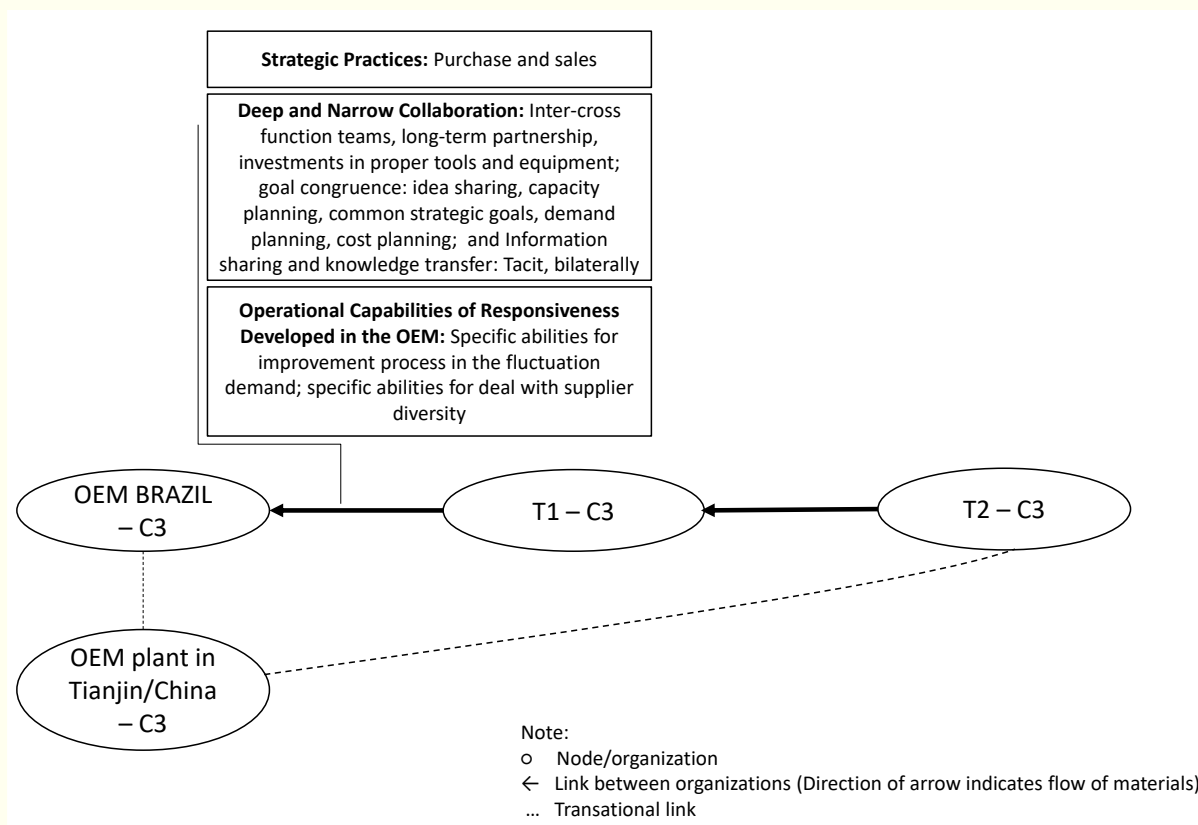 Strategic Practices: Purchase and sales
Deep and Narrow Collaboration: Inter-cross
function teams, long-term partnership,
investments in proper tools and equipment;
goal congruence: idea sharing, capacity
planning, common strategic goals, demand
planning, cost planning;  and Information
sharing and knowledge transfer: Tacit, bilaterally
Operational Capabilities of Responsiveness
Developed in the OEM: Specific abilities for
improvement process in the fluctuation
demand; specific abilities for deal with supplier
diversity
OEM BRAZIL
– C3
T1 – C3
T2 – C3
OEM plant in
Tianjin/China
– C3
Note:
Node/organization
← Link between organizations (Direction of arrow indicates flow of materials)
... Transational link